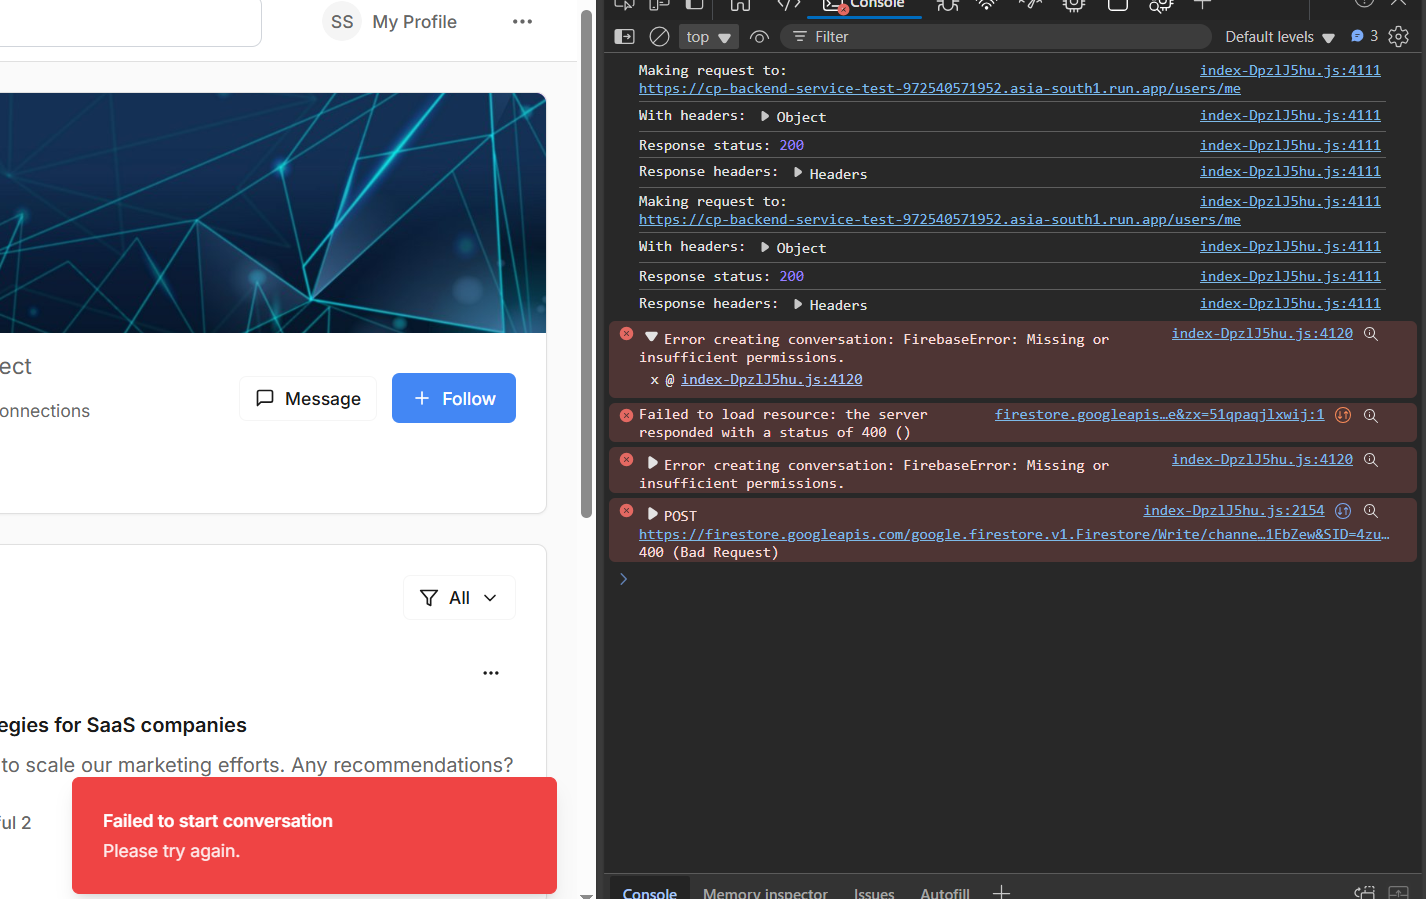 SS My Profile
ect
onnections
Message
Follow
All
egies for SaaS companies
to scale our marketing efforts. Any recommendations?
ful 2
Failed to start conversation
Please try again.
Console
top
Filter
Default levels
3
Making request to: index-DpzlJ5hu.js:4111
https://cp-backend-service-test-972540571952.asia-south1.run.app/users/me
With headers: Object index-DpzlJ5hu.js:4111
Response status: 200 index-DpzlJ5hu.js:4111
Response headers: Headers index-DpzlJ5hu.js:4111
Making request to: index-DpzlJ5hu.js:4111
https://cp-backend-service-test-972540571952.asia-south1.run.app/users/me
With headers: Object index-DpzlJ5hu.js:4111
Response status: 200 index-DpzlJ5hu.js:4111
Response headers: Headers index-DpzlJ5hu.js:4111
Error creating conversation: FirebaseError: Missing or index-DpzlJ5hu.js:4120
insufficient permissions.
x @ index-DpzlJ5hu.js:4120
Failed to load resource: the server firestore.googleapis…e&zx=51qpaqjlxwij:1
responded with a status of 400 ()
Error creating conversation: FirebaseError: Missing or index-DpzlJ5hu.js:4120
insufficient permissions.
POST index-DpzlJ5hu.js:2154
https://firestore.googleapis.com/google.firestore.v1.Firestore/Write/channe…1EbZew&SID=4zu…
400 (Bad Request)
Console Memory inspector Issues Autofill